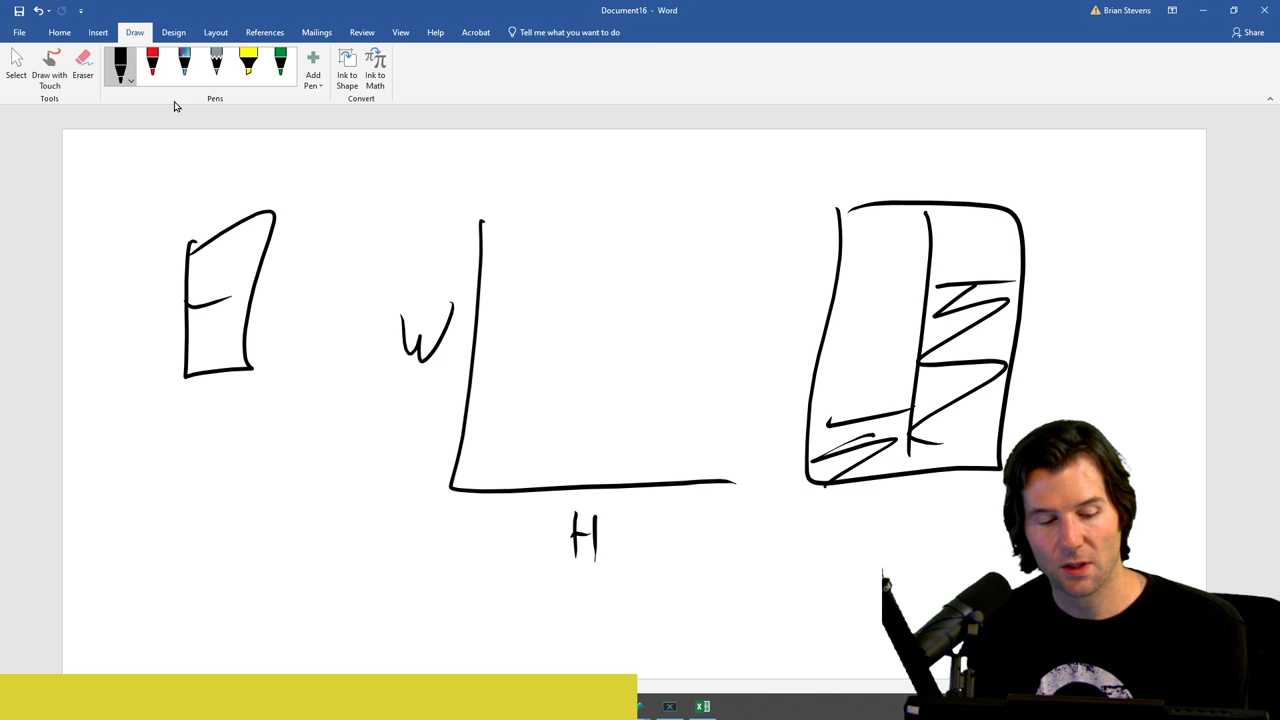 Document16 - Word
Brian Stevens
File Home Insert Draw Design Layout References Mailings Review View Help Acrobat Tell me what you want to do Share
Select Draw with Touch Eraser Add Pen Ink to Shape Ink to Math
Tools Pens Convert
W
H